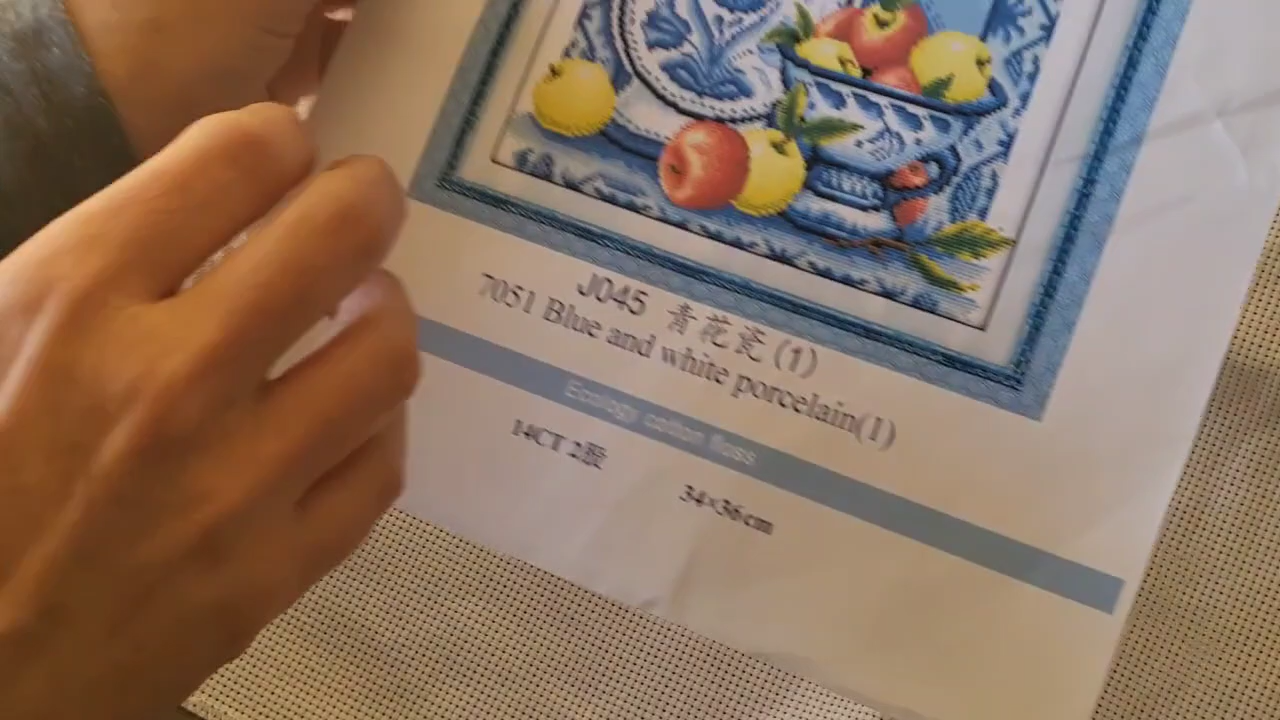 J045 青花瓷 (1)
7051 Blue and white porcelain(1)
Ecology cotton floss
14CT 2股
34×36cm